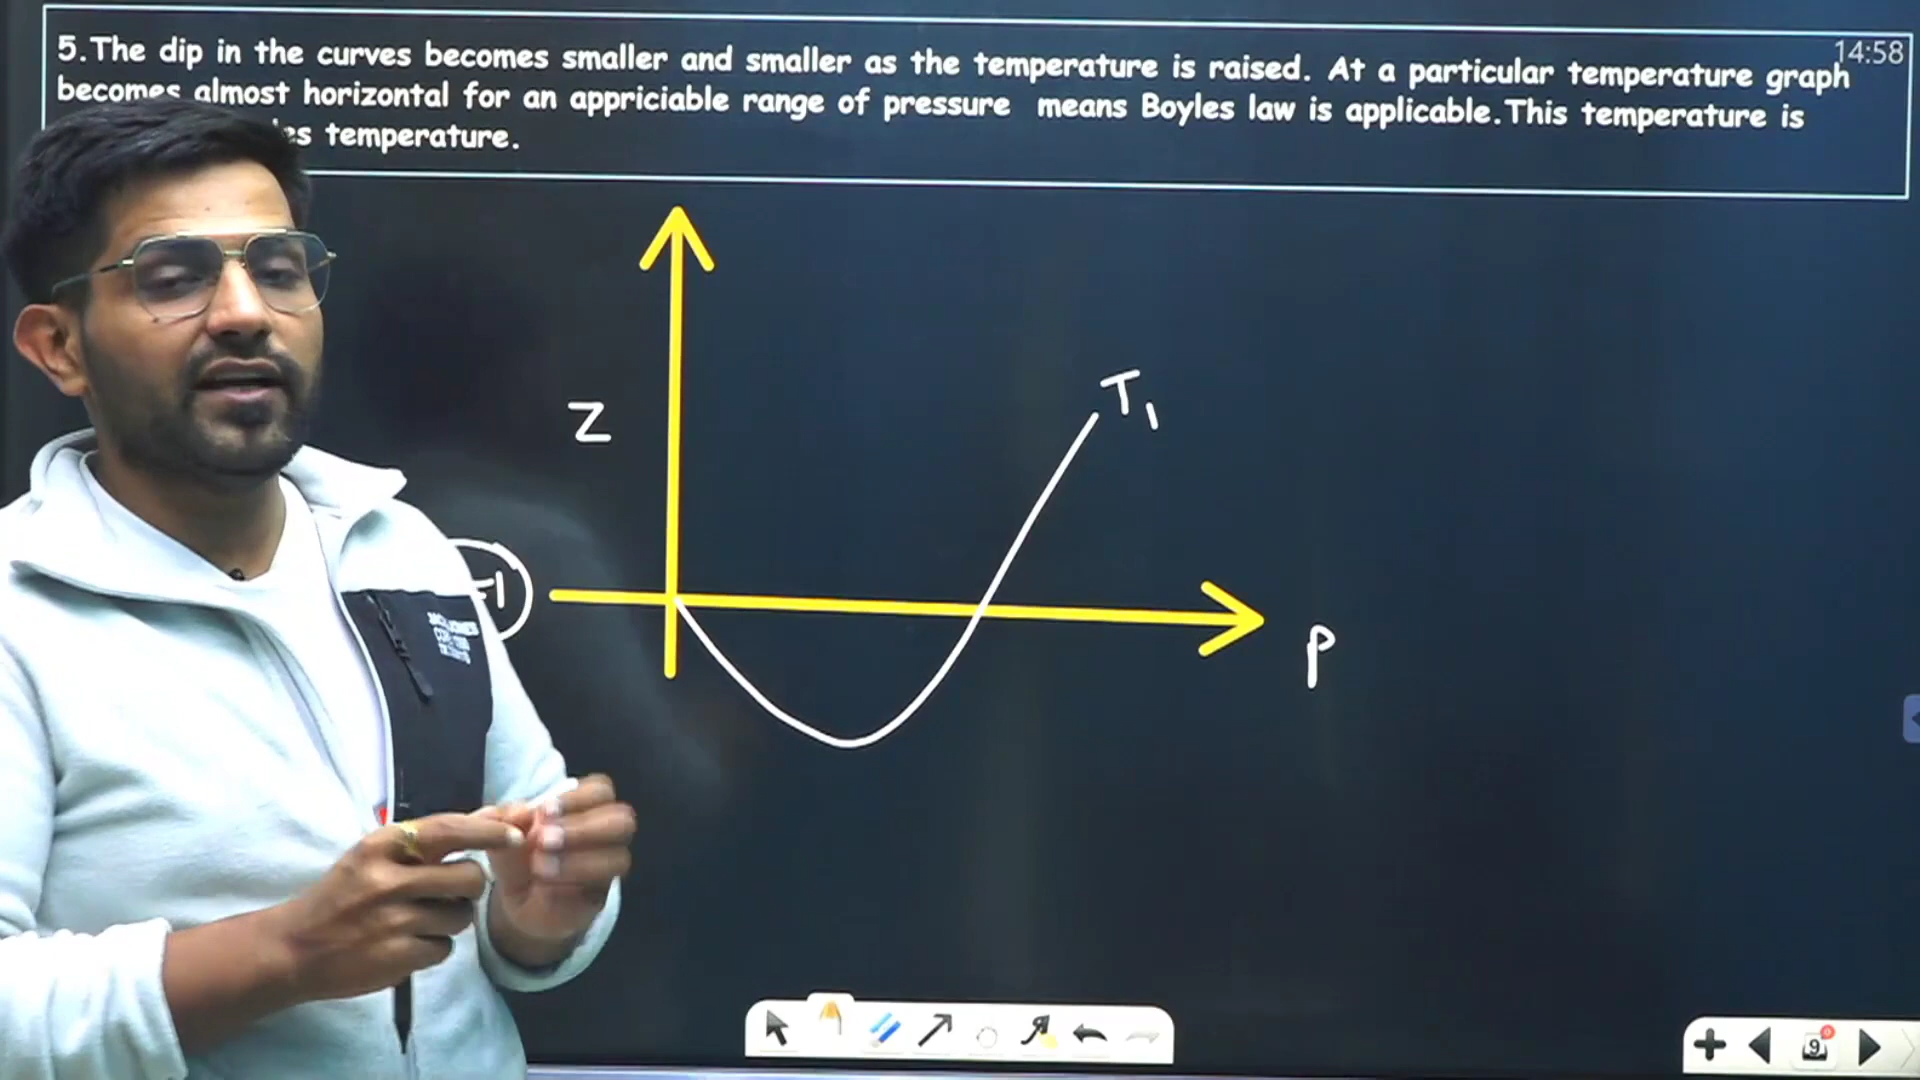 5.The dip in the curves becomes smaller and smaller as the temperature is raised. At a particular temperature graph
14:58
becomes almost horizontal for an appriciable range of pressure means Boyles law is applicable.This temperature is
temperature.
T1
Z
=1
P
9